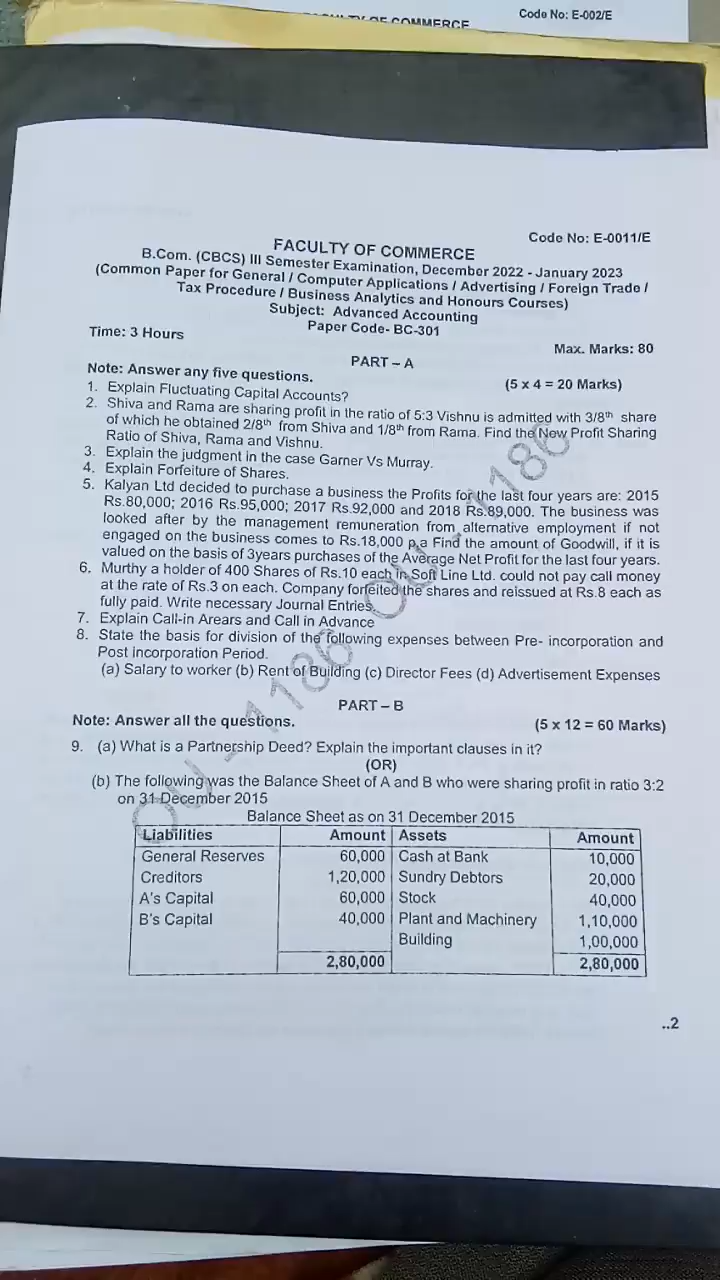 OF COMMERCE
Code No: E-002/E
Code No: E-0011/E
FACULTY OF COMMERCE
B.Com. (CBCS) III Semester Examination, December 2022 - January 2023
(Common Paper for General / Computer Applications / Advertising / Foreign Trade /
Tax Procedure / Business Analytics and Honours Courses)
Subject: Advanced Accounting
Paper Code- BC-301
Time: 3 Hours
Max. Marks: 80
PART – A
Note: Answer any five questions.
(5 x 4 = 20 Marks)
1. Explain Fluctuating Capital Accounts?
2. Shiva and Rama are sharing profit in the ratio of 5:3 Vishnu is admitted with 3/8th share
of which he obtained 2/8th from Shiva and 1/8th from Rama. Find the New Profit Sharing
Ratio of Shiva, Rama and Vishnu.
3. Explain the judgment in the case Garner Vs Murray.
4. Explain Forfeiture of Shares.
5. Kalyan Ltd decided to purchase a business the Profits for the last four years are: 2015
Rs.80,000; 2016 Rs.95,000; 2017 Rs.92,000 and 2018 Rs.89,000. The business was
looked after by the management remuneration from alternative employment if not
engaged on the business comes to Rs.18,000 p.a Find the amount of Goodwill, if it is
valued on the basis of 3years purchases of the Average Net Profit for the last four years.
6. Murthy a holder of 400 Shares of Rs.10 each in Soft Line Ltd. could not pay call money
at the rate of Rs.3 on each. Company forfeited the shares and reissued at Rs.8 each as
fully paid. Write necessary Journal Entries.
7. Explain Call-in Arears and Call in Advance
8. State the basis for division of the following expenses between Pre- incorporation and
Post incorporation Period.
(a) Salary to worker (b) Rent of Building (c) Director Fees (d) Advertisement Expenses
PART – B
Note: Answer all the questions.
(5 x 12 = 60 Marks)
9. (a) What is a Partnership Deed? Explain the important clauses in it?
(OR)
(b) The following was the Balance Sheet of A and B who were sharing profit in ratio 3:2
on 31 December 2015
Balance Sheet as on 31 December 2015
Liabilities Amount Assets Amount
General Reserves 60,000 Cash at Bank 10,000
Creditors 1,20,000 Sundry Debtors 20,000
A's Capital 60,000 Stock 40,000
B's Capital 40,000 Plant and Machinery 1,10,000
Building 1,00,000
2,80,000 2,80,000
..2
OU - 1186 OU - 1186